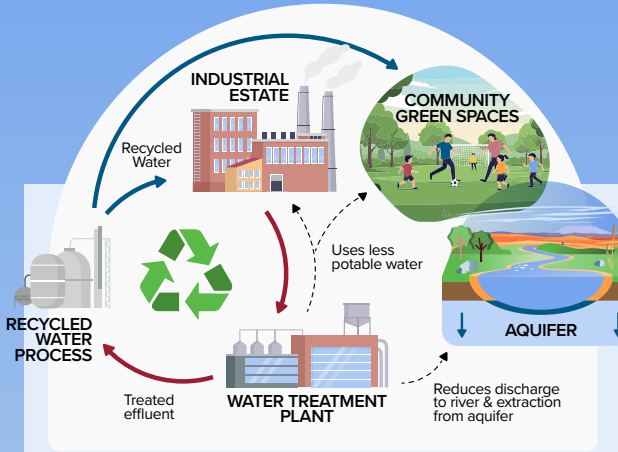 INDUSTRIAL
ESTATE
COMMUNITY
GREEN SPACES
Recycled
Water
Uses less
potable water
AQUIFER
RECYCLED
WATER
PROCESS
Treated
effluent
WATER TREATMENT
PLANT
Reduces discharge
to river & extraction
from aquifer